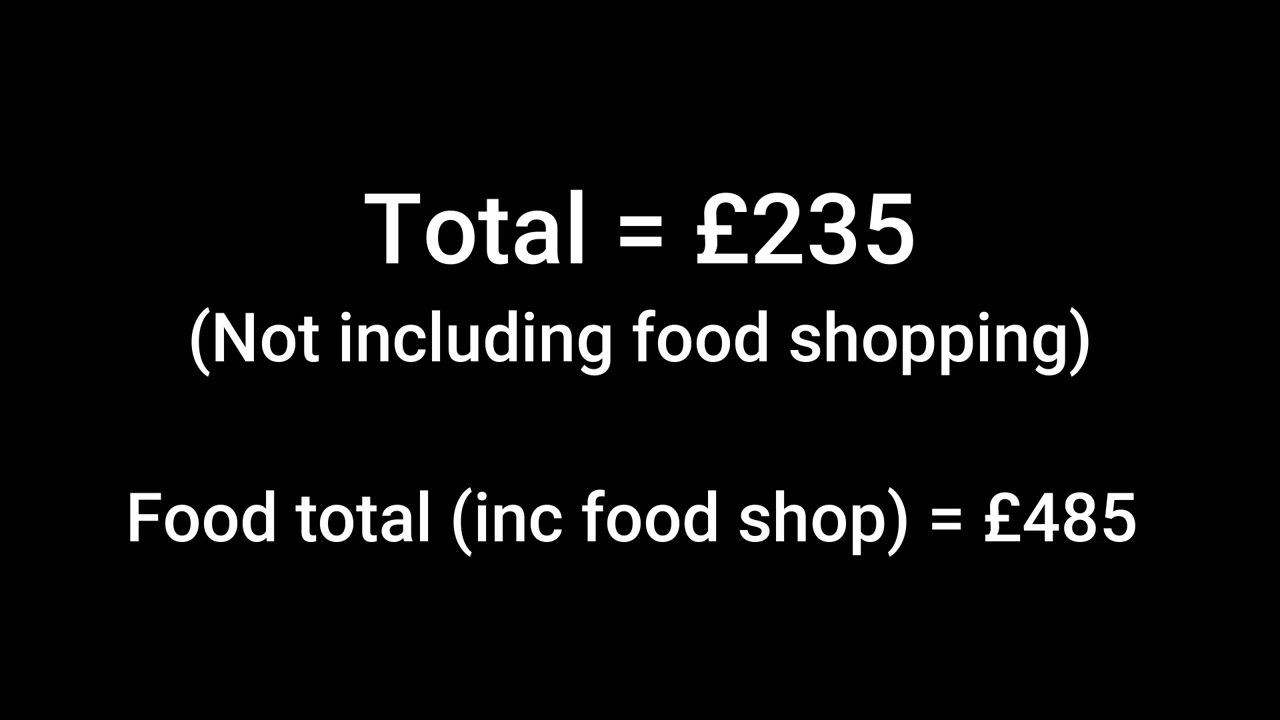 Total = £235
(Not including food shopping)
Food total (inc food shop) = £485